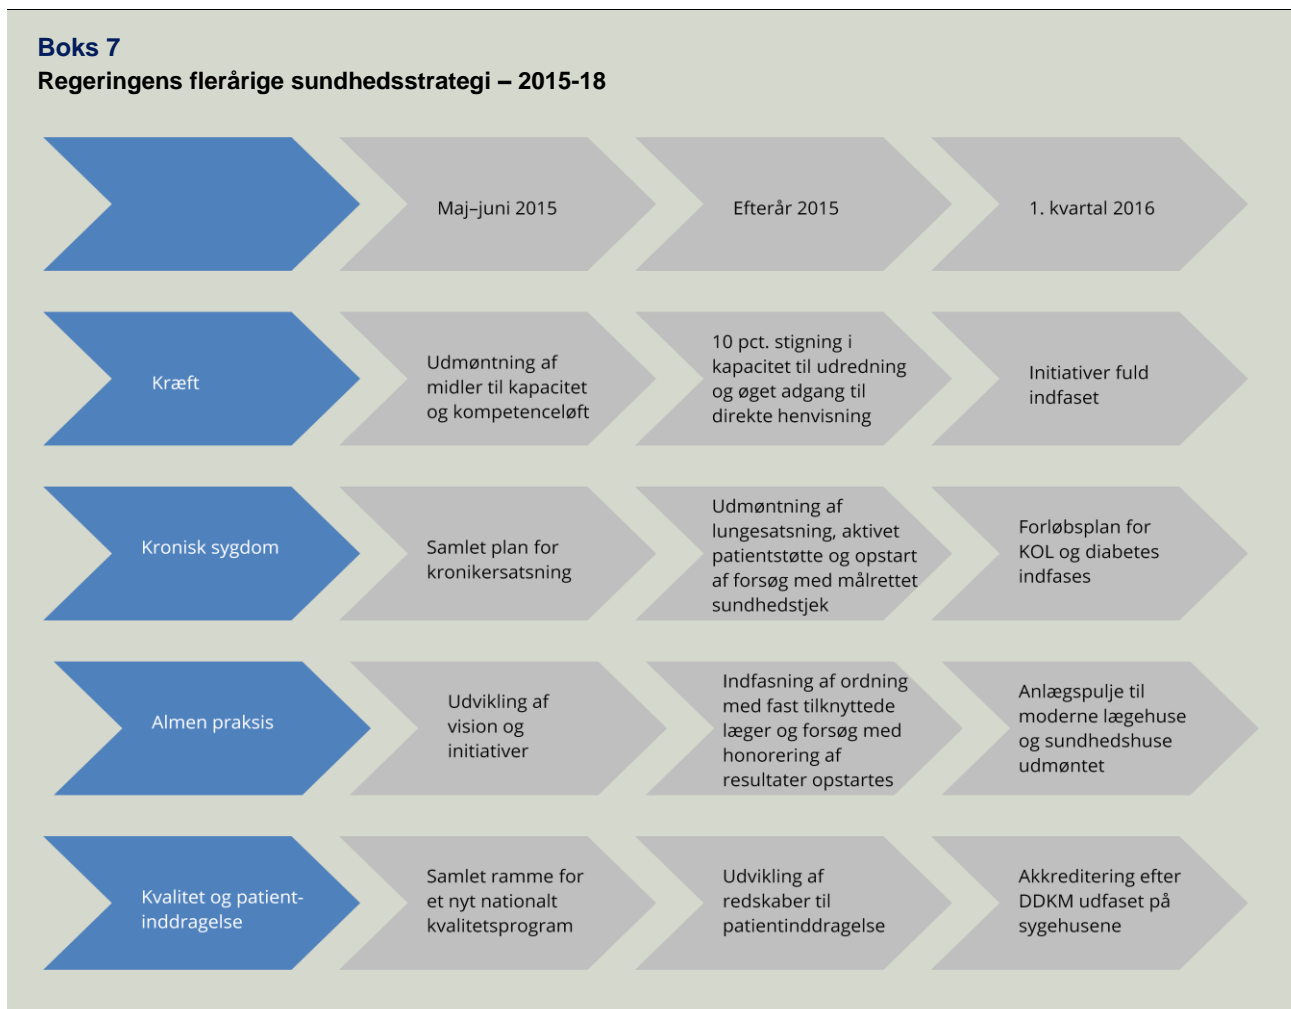 Boks 7
Regeringens flerårige sundhedsstrategi – 2015-18
Maj–juni 2015
Efterår 2015
1. kvartal 2016
Kræft
Udmøntning af
midler til kapacitet
og kompetenceløft
10 pct. stigning i
kapacitet til udredning
og øget adgang til
direkte henvisning
Initiativer fuld
indfaset
Kronisk sygdom
Samlet plan for
kronikersatsning
Udmøntning af
lungesatsning, aktivet
patientstøtte og opstart
af forsøg med målrettet
sundhedstjek
Forløbsplan for
KOL og diabetes
indfases
Almen praksis
Udvikling af
vision og
initiativer
Indfasning af ordning
med fast tilknyttede
læger og forsøg med
honorering af
resultater opstartes
Anlægspulje til
moderne lægehuse
og sundhedshuse
udmøntet
Kvalitet og patient-
inddragelse
Samlet ramme for
et nyt nationalt
kvalitetsprogram
Udvikling af
redskaber til
patientinddragelse
Akkreditering efter
DDKM udfaset på
sygehusene